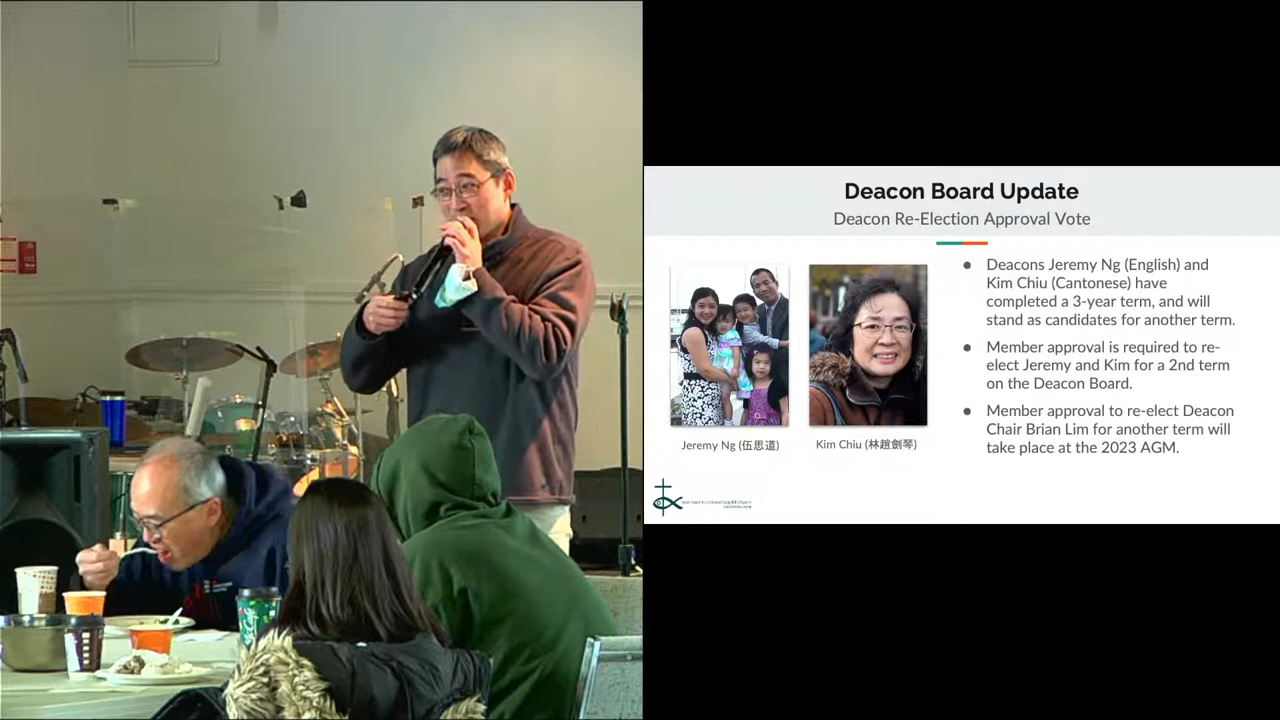 Deacon Board Update
Deacon Re-Election Approval Vote
Deacons Jeremy Ng (English) and
Kim Chiu (Cantonese) have
completed a 3-year term, and will
stand as candidates for another term.
Member approval is required to re-
elect Jeremy and Kim for a 2nd term
on the Deacon Board.
Member approval to re-elect Deacon
Chair Brian Lim for another term will
take place at the 2023 AGM.
Jeremy Ng (伍思道)
Kim Chiu (林趙劍琴)